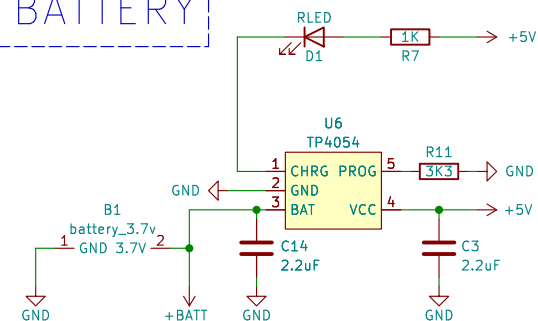 BATTERY
RLED
D1
1K
R7
+5V
U6
TP4054
1 CHRG PROG 5
2 GND
3 BAT VCC 4
R11
3K3
GND
GND
+5V
B1
battery_3.7v
1 GND 3.7V 2
C14
2.2uF
C3
2.2uF
GND
+BATT
GND
GND